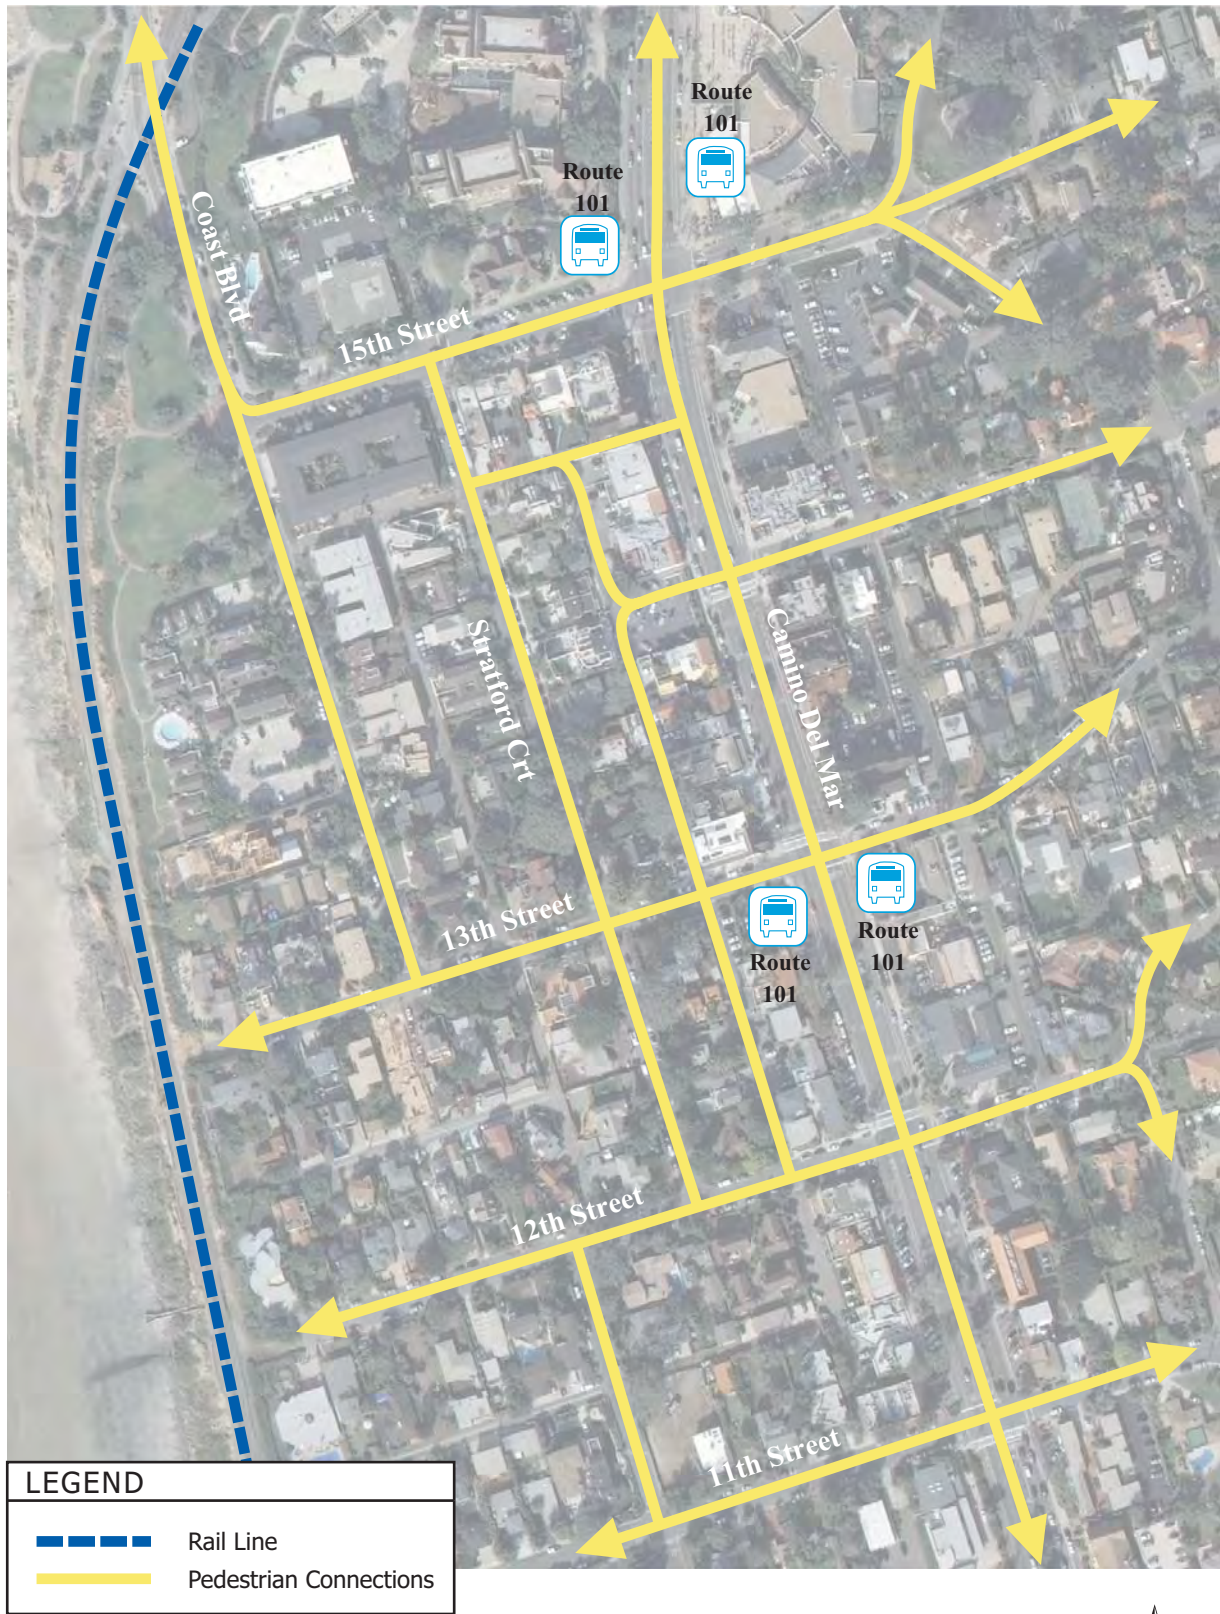 Route
101
Route
101
Coast Blvd
15th Street
Stratford Crt
Camino Del Mar
13th Street
Route
101
Route
101
12th Street
11th Street
LEGEND
Rail Line
Pedestrian Connections